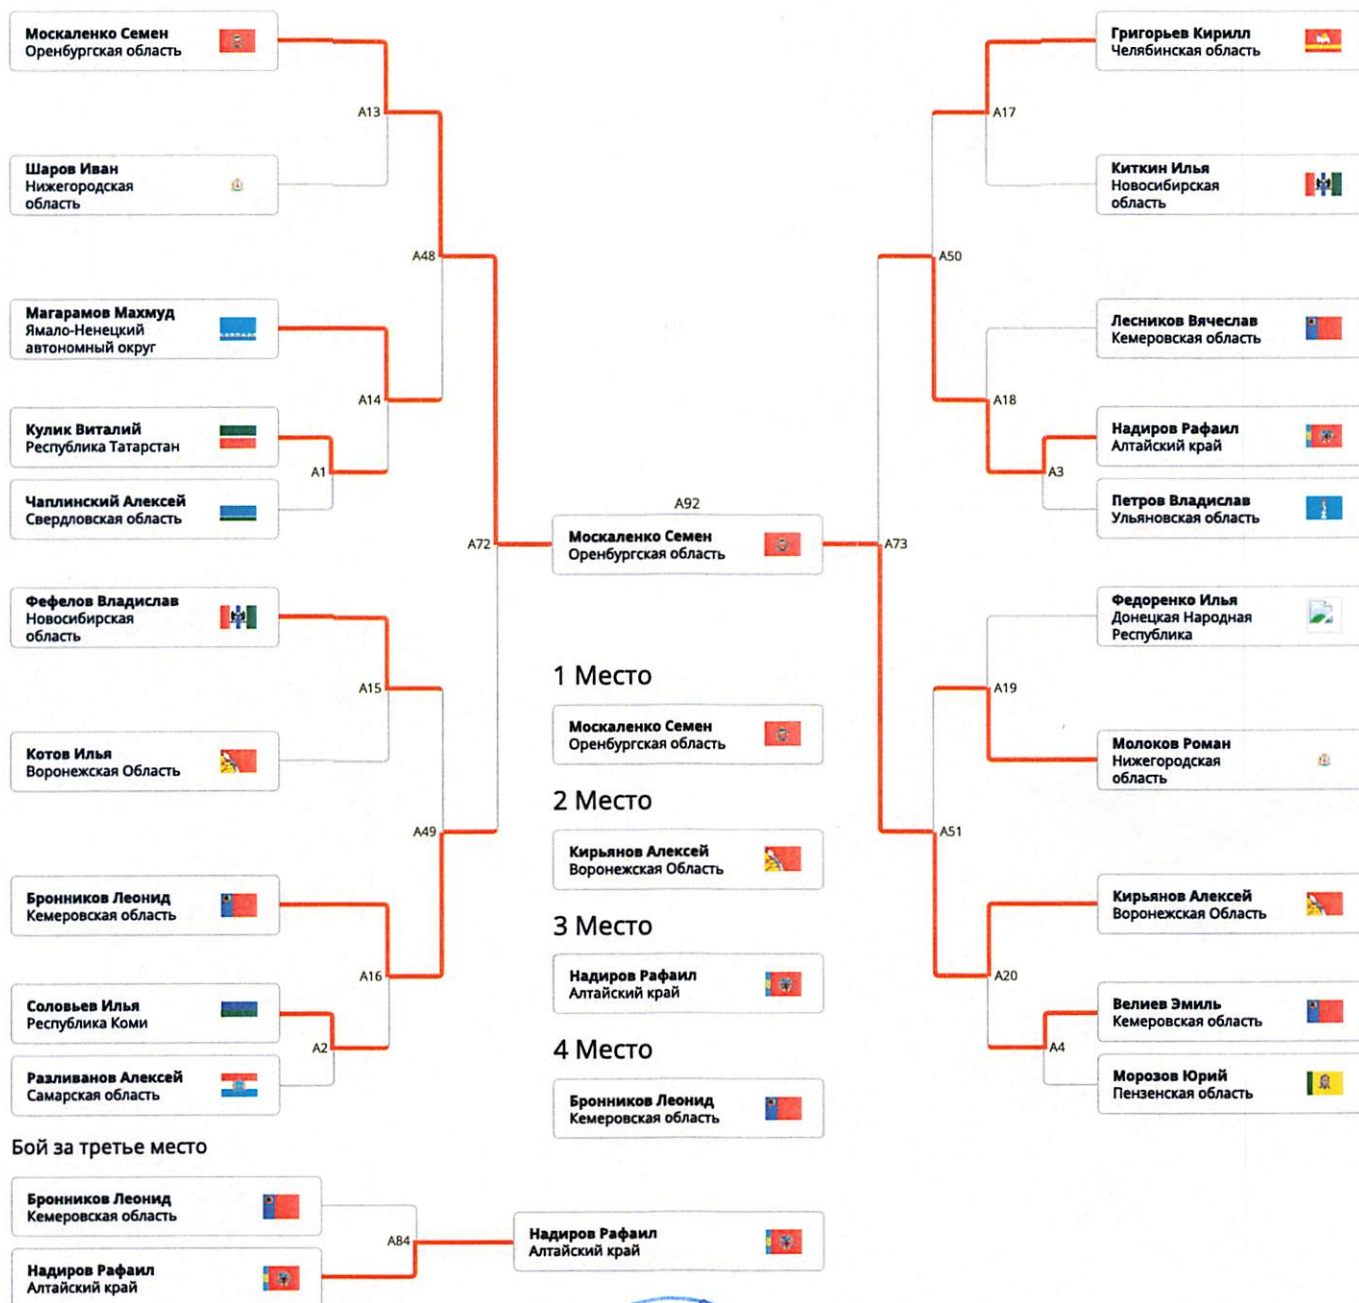 Москаленко Семен
Оренбургская область
A13
Шаров Иван
Нижегородская
область
A48
Магарамов Махмуд
Ямало-Ненецкий
автономный округ
A14
Кулик Виталий
Республика Татарстан
A1
Чаплинский Алексей
Свердловская область
A72
Фефелов Владислав
Новосибирская
область
A15
Котов Илья
Воронежская Область
A49
Бронников Леонид
Кемеровская область
A16
Соловьев Илья
Республика Коми
A2
Разливанов Алексей
Самарская область
A92
Москаленко Семен
Оренбургская область
1 Место
Москаленко Семен
Оренбургская область
2 Место
Кирьянов Алексей
Воронежская Область
3 Место
Надиров Рафаил
Алтайский край
4 Место
Бронников Леонид
Кемеровская область
Григорьев Кирилл
Челябинская область
A17
Киткин Илья
Новосибирская
область
A50
Лесников Вячеслав
Кемеровская область
A18
Надиров Рафаил
Алтайский край
A3
Петров Владислав
Ульяновская область
A73
Федоренко Илья
Донецкая Народная
Республика
A19
Молоков Роман
Нижегородская
область
A51
Кирьянов Алексей
Воронежская Область
A20
Велиев Эмиль
Кемеровская область
A4
Морозов Юрий
Пензенская область
Бой за третье место
Бронников Леонид
Кемеровская область
A84
Надиров Рафаил
Алтайский край
Надиров Рафаил
Алтайский край